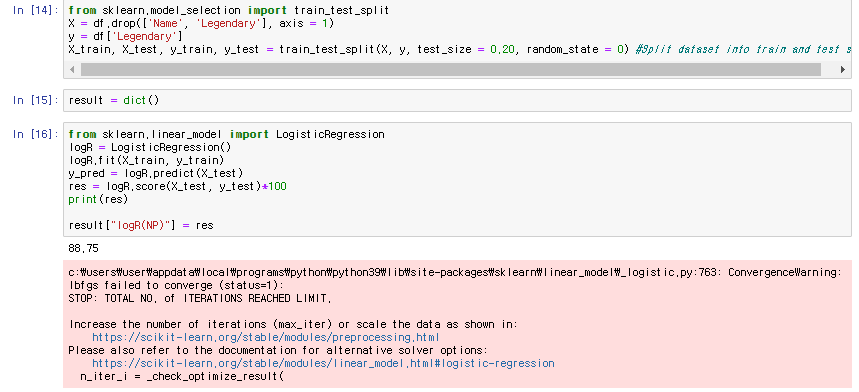 In [14]: from sklearn.model_selection import train_test_split
X = df.drop(['Name', 'Legendary'], axis = 1)
y = df['Legendary']
X_train, X_test, y_train, y_test = train_test_split(X, y, test_size = 0.20, random_state = 0) #Split dataset into train and test s
In [15]: result = dict()
In [16]: from sklearn.linear_model import LogisticRegression
logR = LogisticRegression()
logR.fit(X_train, y_train)
y_pred = logR.predict(X_test)
res = logR.score(X_test, y_test)*100
print(res)
result["logR(NP)"] = res
88.75
c:₩users₩user₩appdata₩local₩programs₩python₩python39₩lib₩site-packages₩sklearn₩linear_model₩_logistic.py:763: ConvergenceWarning:
lbfgs failed to converge (status=1):
STOP: TOTAL NO. of ITERATIONS REACHED LIMIT.
Increase the number of iterations (max_iter) or scale the data as shown in:
https://scikit-learn.org/stable/modules/preprocessing.html
Please also refer to the documentation for alternative solver options:
https://scikit-learn.org/stable/modules/linear_model.html#logistic-regression
n_iter_i = _check_optimize_result(